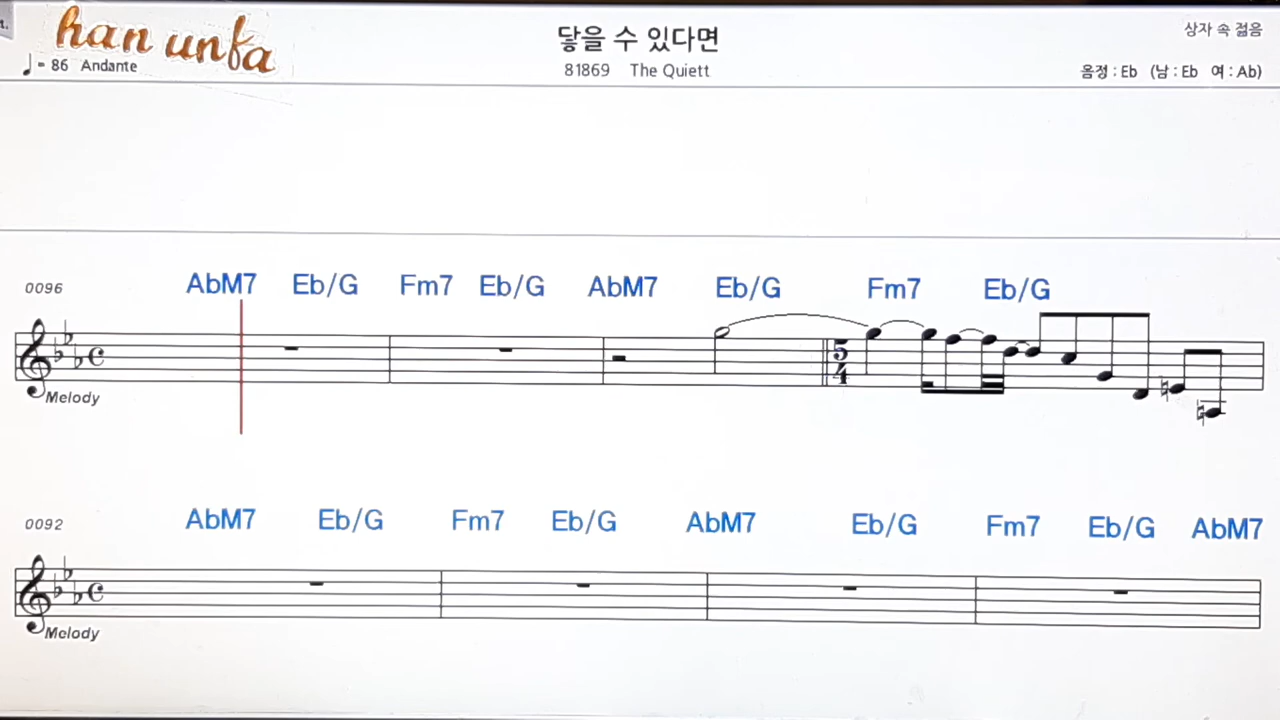 t.
han unfa
닿을 수 있다면
상자 속 젊음
♩= 86 Andante
81869 The Quiett
음정 : Eb (남 : Eb 여 : Ab)
0096 AbM7 Eb/G Fm7 Eb/G AbM7 Eb/G Fm7 Eb/G
5
4
Melody
0092 AbM7 Eb/G Fm7 Eb/G AbM7 Eb/G Fm7 Eb/G AbM7
Melody